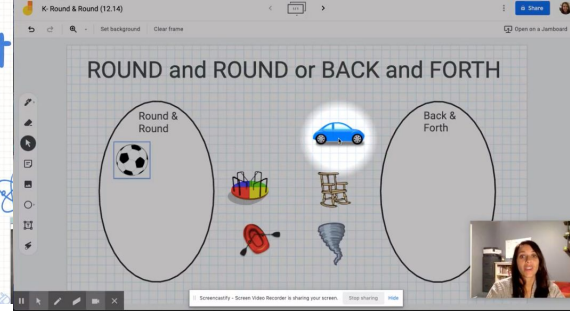 K- Round & Round (12.14)
Share
Set background
Clear frame
Open on a Jamboard
ROUND and ROUND or BACK and FORTH
Round &
Round
Back &
Forth
Screencastify - Screen Video Recorder is sharing your screen.
Stop sharing
Hide